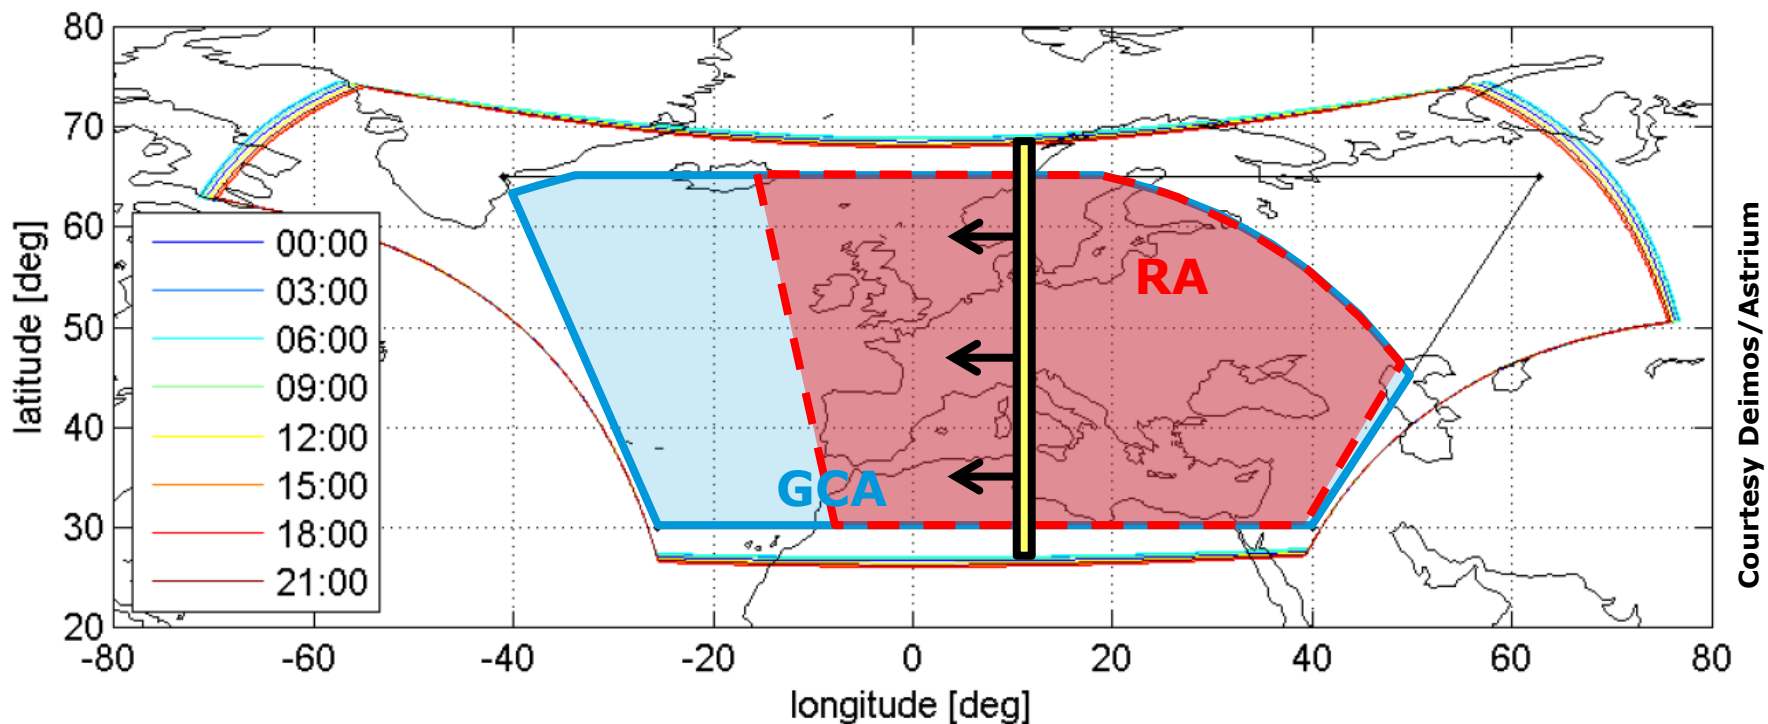 80
70
60
50
40
30
20
latitude [deg]
00:00
03:00
06:00
09:00
12:00
15:00
18:00
21:00
RA
GCA
-80 -60 -40 -20 0 20 40 60 80
longitude [deg]
Courtesy Deimos/Astrium